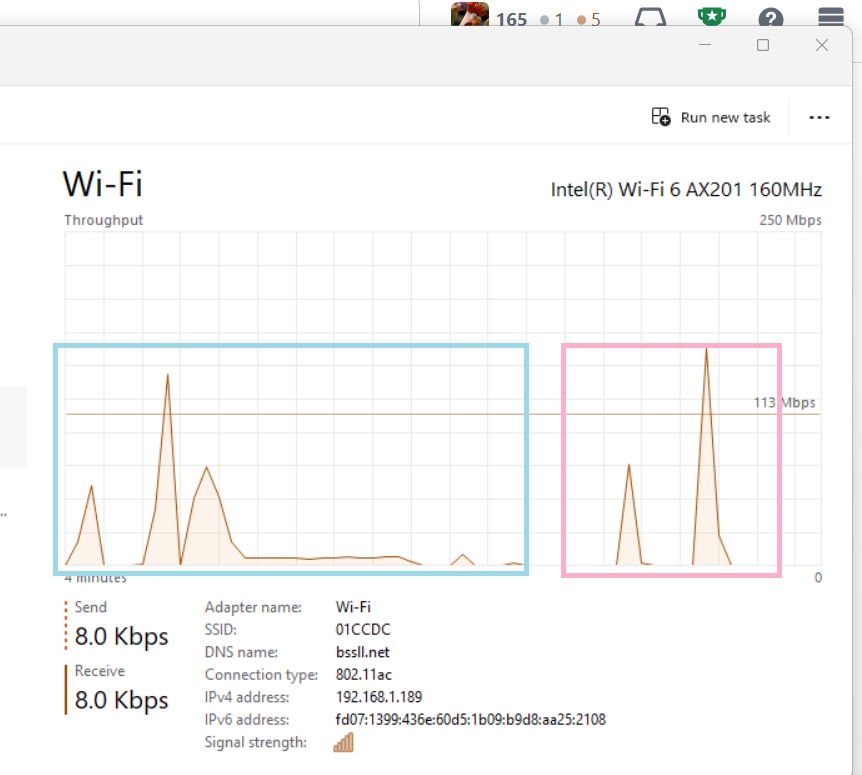 165 1 5
Run new task
Wi-Fi
Intel(R) Wi-Fi 6 AX201 160MHz
Throughput 250 Mbps
113 Mbps
4 minutes 0
Send
8.0 Kbps
Receive
8.0 Kbps
Adapter name: Wi-Fi
SSID: 01CCDC
DNS name: bssll.net
Connection type: 802.11ac
IPv4 address: 192.168.1.189
IPv6 address: fd07:1399:436e:60d5:1b09:b9d8:aa25:2108
Signal strength: